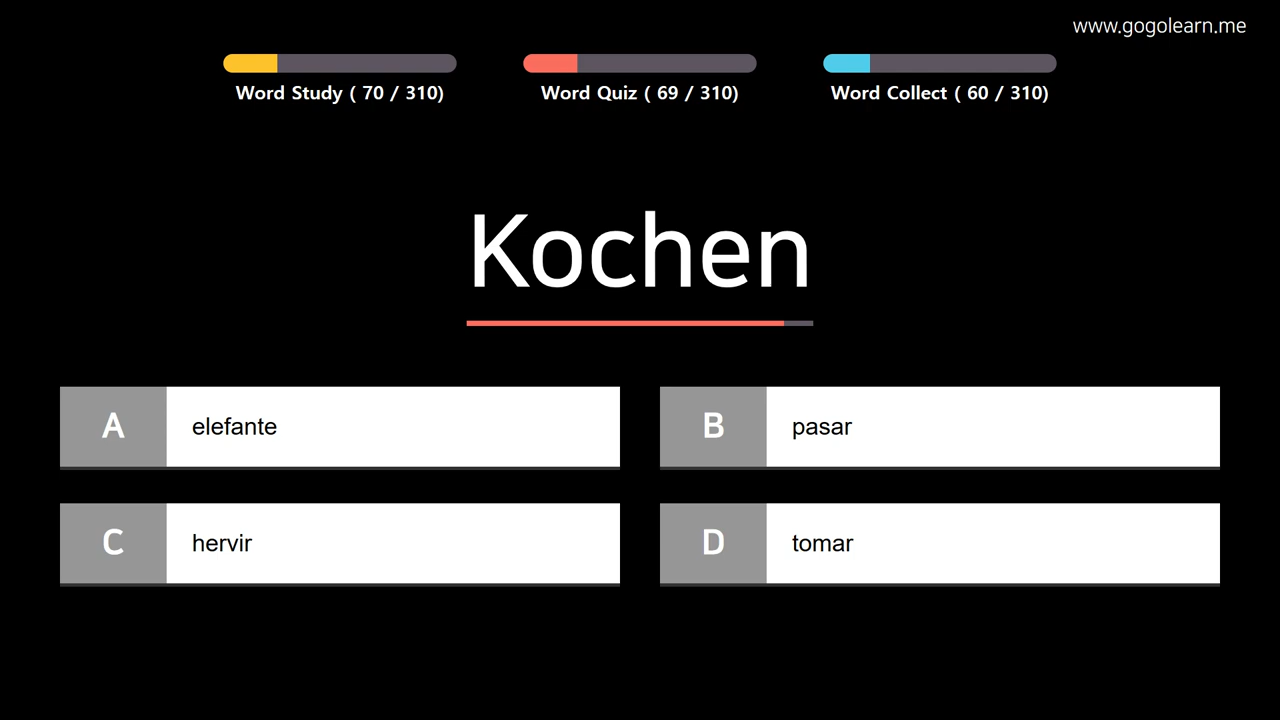 www.gogolearn.me
Word Study ( 70 / 310)
Word Quiz ( 69 / 310)
Word Collect ( 60 / 310)
Kochen
A elefante
B pasar
C hervir
D tomar